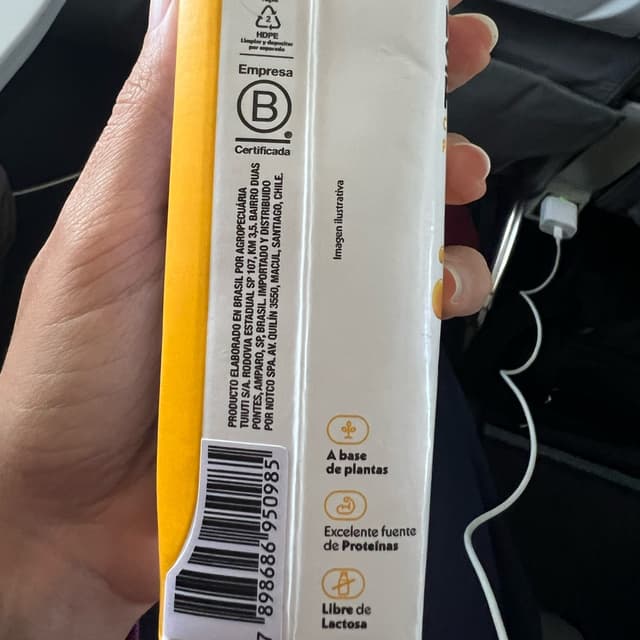 2
HDPE
Limpiar y depositar
por separado
Empresa
B
Certificada
PRODUCTO ELABORADO EN BRASIL POR AGROPECUÁRIA
TUIUTI S/A. RODOVIA ESTADUAL SP 107, KM 3,5. BAIRRO DUAS
PONTES, AMPARO, SP, BRASIL. IMPORTADO Y DISTRIBUIDO
POR NOTCO SPA, AV. QUILÍN 3550, MACUL, SANTIAGO, CHILE.
Imagen ilustrativa
7 898686 950985
A base
de plantas
Excelente fuente
de Proteínas
Libre de
Lactosa